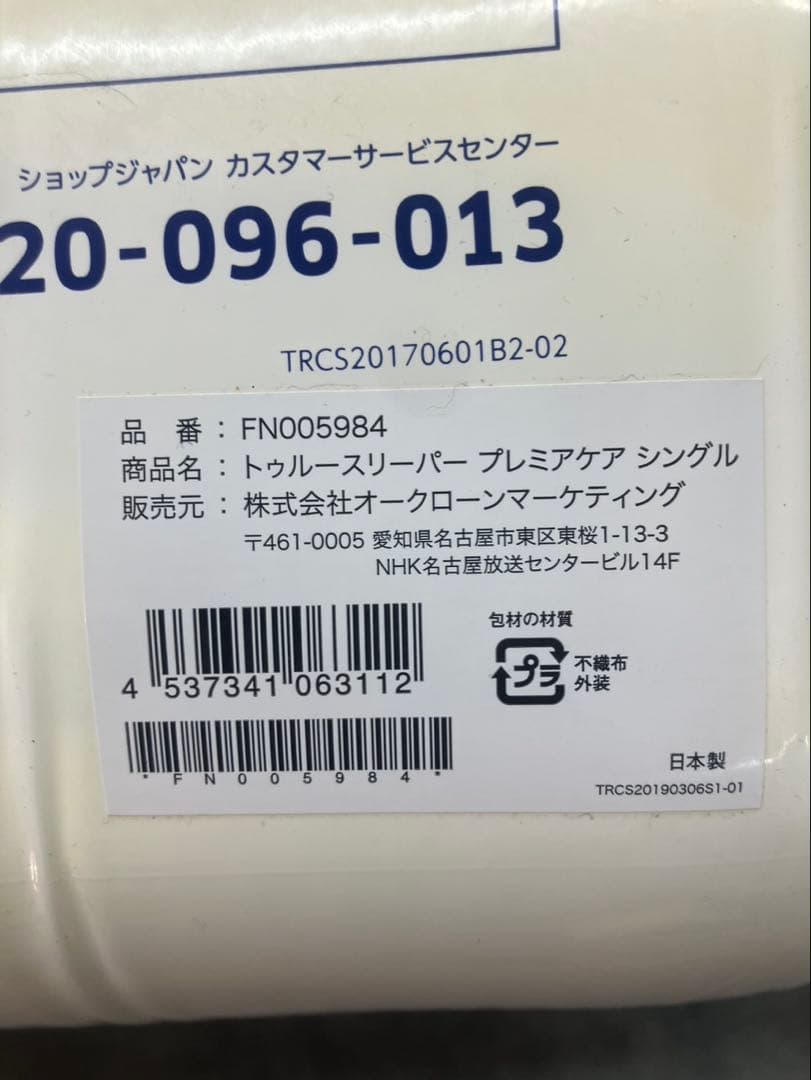 ショップジャパン カスタマーサービスセンター
20-096-013
TRCS20170601B2-02
品 番 : FN005984
商品名 : トゥルースリーパー プレミアケア シングル
販売元 : 株式会社オークローンマーケティング
〒461-0005 愛知県名古屋市東区東桜1-13-3
NHK名古屋放送センタービル14F
包材の材質
プラ
不織布
外装
4 537341 063112
*FN005984*
日本製
TRCS20190306S1-01